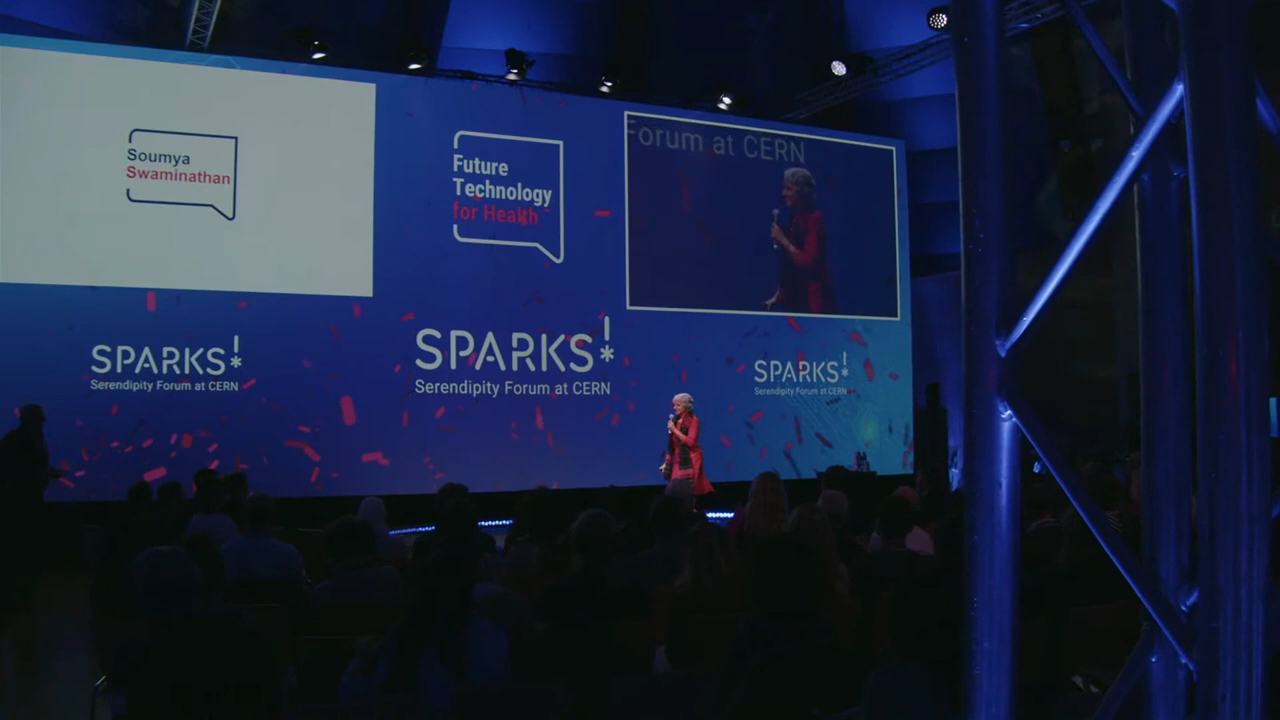 Soumya
Swaminathan
Future
Technology
for Health
Forum at CERN
SPARKS!*
Serendipity Forum at CERN
SPARKS!*
Serendipity Forum at CERN
SPARKS!*
Serendipity Forum at CERN